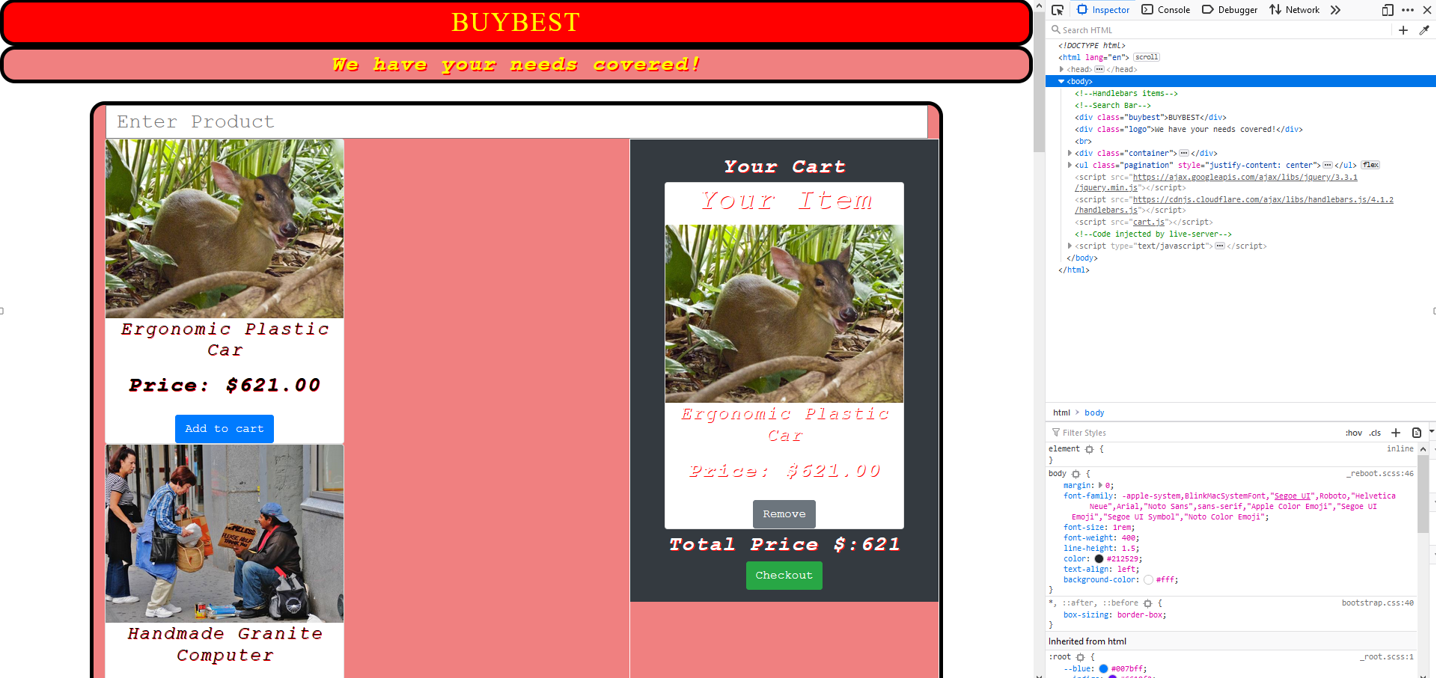 BUYBEST
We have your needs covered!
Enter Product
Ergonomic Plastic
Car
Price: $621.00
Add to cart
Handmade Granite
Computer
Your Cart
Your Item
Ergonomic Plastic
Car
Price: $621.00
Remove
Total Price $:621
Checkout
Inspector Console Debugger Network
Search HTML
<!DOCTYPE html>
<html lang="en"> scroll
<head> </head>
<body>
<!--Handlebars items-->
<!--Search Bar-->
<div class="buybest">BUYBEST</div>
<div class="logo">We have your needs covered!</div>
<br>
<div class="container"> </div>
<ul class="pagination" style="justify-content: center"> </ul> flex
<script src="https://ajax.googleapis.com/ajax/libs/jquery/3.3.1
/jquery.min.js"></script>
<script src="https://cdnjs.cloudflare.com/ajax/libs/handlebars.js/4.1.2
/handlebars.js"></script>
<script src="cart.js"></script>
<!--Code injected by live-server-->
<script type="text/javascript"> </script>
</body>
</html>
html > body
Filter Styles :hov .cls +
element { inline
}
body { _reboot.scss:46
margin: 0;
font-family: -apple-system,BlinkMacSystemFont,"Segoe UI",Roboto,"Helvetica
Neue",Arial,"Noto Sans",sans-serif,"Apple Color Emoji","Segoe UI
Emoji","Segoe UI Symbol","Noto Color Emoji";
font-size: 1rem;
font-weight: 400;
line-height: 1.5;
color: #212529;
text-align: left;
background-color: #fff;
}
*, ::after, ::before { bootstrap.css:40
box-sizing: border-box;
}
Inherited from html
:root { _root.scss:1
--blue: #007bff;